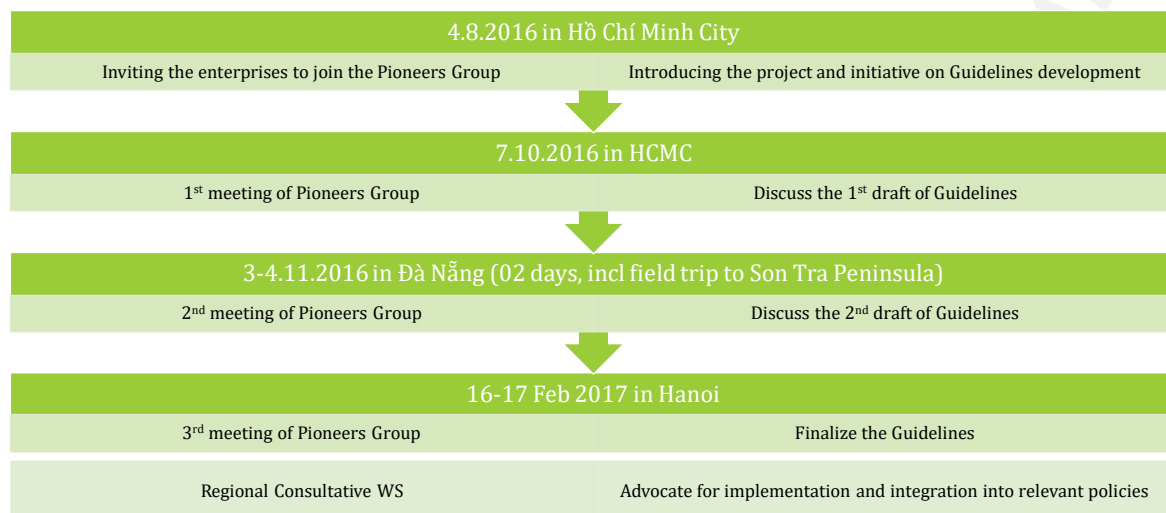 4.8.2016 in Hồ Chí Minh City
Inviting the enterprises to join the Pioneers Group
Introducing the project and initiative on Guidelines development
7.10.2016 in HCMC
1st meeting of Pioneers Group
Discuss the 1st draft of Guidelines
3-4.11.2016 in Đà Nẵng (02 days, incl field trip to Son Tra Peninsula)
2nd meeting of Pioneers Group
Discuss the 2nd draft of Guidelines
16-17 Feb 2017 in Hanoi
3rd meeting of Pioneers Group
Finalize the Guidelines
Regional Consultative WS
Advocate for implementation and integration into relevant policies